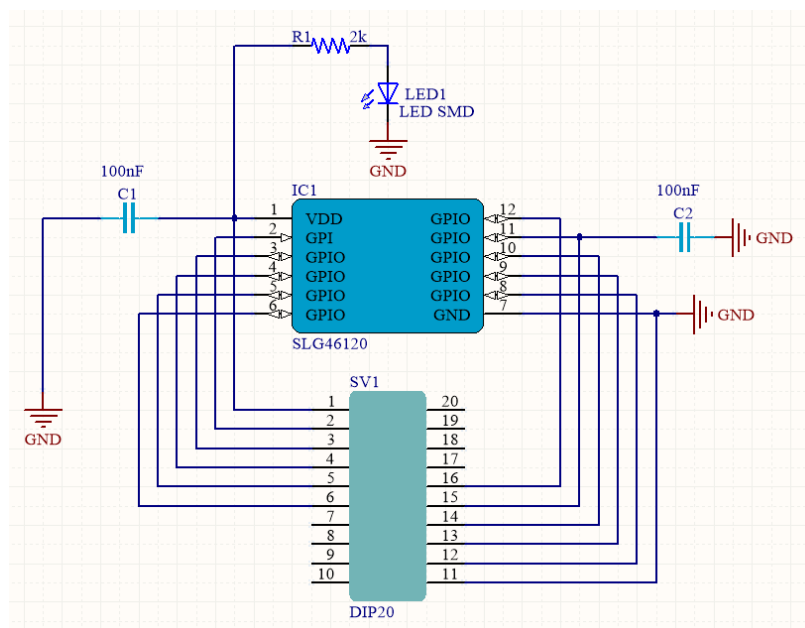 R1 2k
LED1
LED SMD
GND
100nF
C1
IC1
100nF
C2
1 VDD GPIO 12
2 GPI GPIO 11
3 GPIO GPIO 10
4 GPIO GPIO 9
5 GPIO GPIO 8
6 GPIO GND 7
GND
GND
SLG46120
GND
SV1
1 20
2 19
3 18
4 17
5 16
6 15
7 14
8 13
9 12
10 11
DIP20